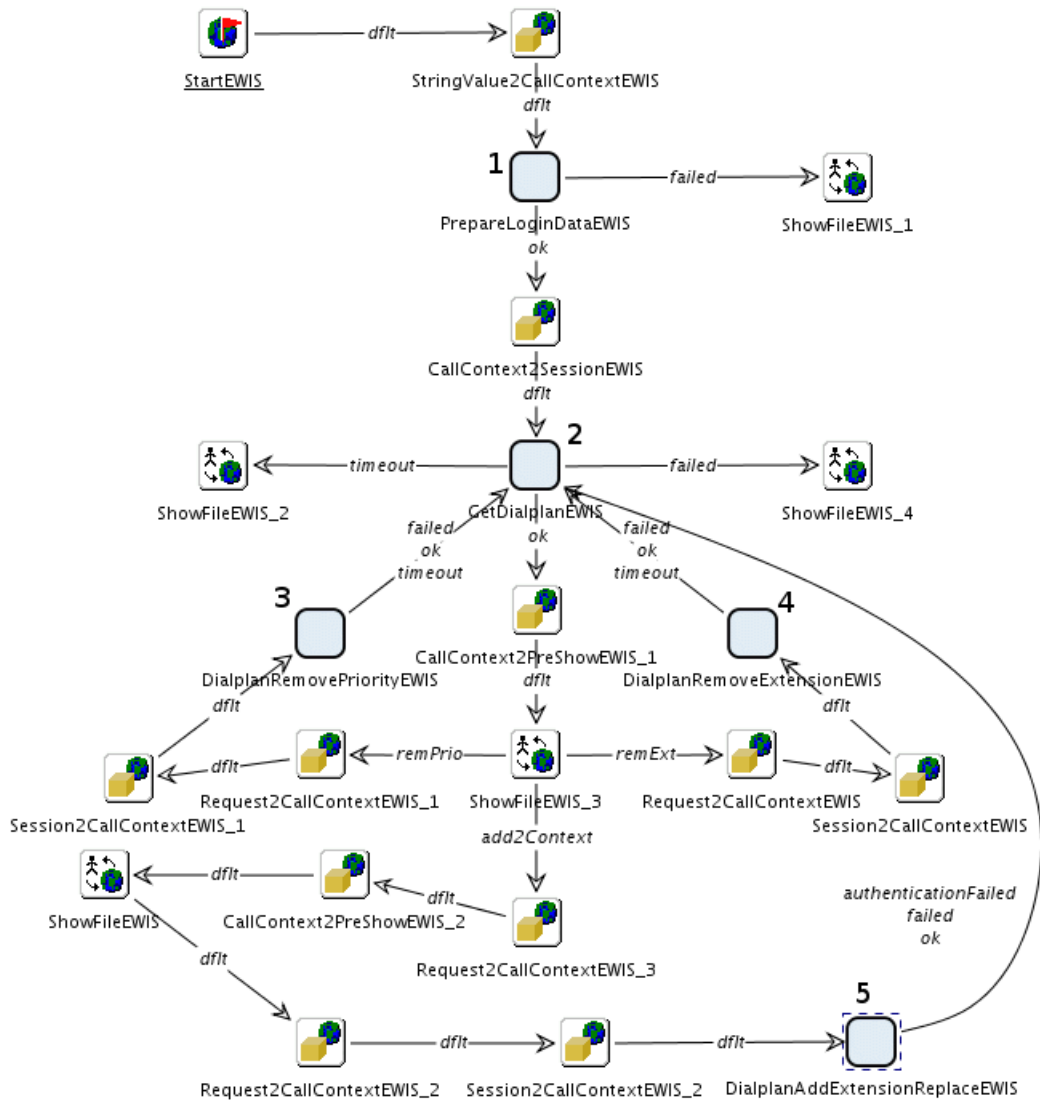 dflt
StartEWIS
StringValue2CallContextEWIS
dflt
1
failed
PrepareLoginDataEWIS
ShowFileEWIS_1
ok
CallContext2SessionEWIS
dflt
2
timeout
failed
ShowFileEWIS_2
GetDialplanEWIS
ShowFileEWIS_4
failed
ok
timeout
ok
failed
ok
timeout
3
4
DialplanRemovePriorityEWIS
CallContext2PreShowEWIS_1
DialplanRemoveExtensionEWIS
dflt
dflt
dflt
remPrio
remExt
dflt
dflt
Request2CallContextEWIS_1
ShowFileEWIS_3
Request2CallContextEWIS
Session2CallContextEWIS_1
Session2CallContextEWIS
add2Context
dflt
dflt
ShowFileEWIS
CallContext2PreShowEWIS_2
authenticationFailed
failed
ok
Request2CallContextEWIS_3
dflt
5
dflt
dflt
Request2CallContextEWIS_2
Session2CallContextEWIS_2
DialplanAddExtensionReplaceEWIS